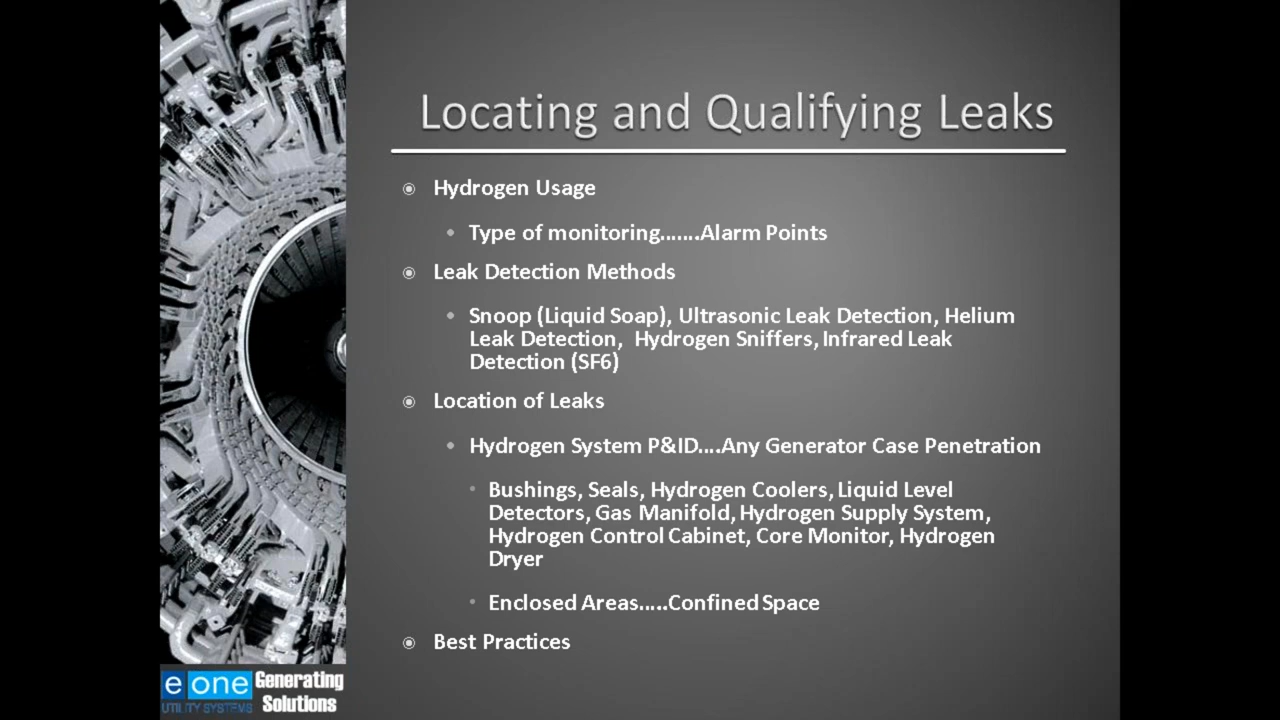 Locating and Qualifying Leaks
Hydrogen Usage
Type of monitoring.......Alarm Points
Leak Detection Methods
Snoop (Liquid Soap), Ultrasonic Leak Detection, Helium
Leak Detection,  Hydrogen Sniffers, Infrared Leak
Detection (SF6)
Location of Leaks
Hydrogen System P&ID....Any Generator Case Penetration
Bushings, Seals, Hydrogen Coolers, Liquid Level
Detectors, Gas Manifold, Hydrogen Supply System,
Hydrogen Control Cabinet, Core Monitor, Hydrogen
Dryer
Enclosed Areas.....Confined Space
Best Practices
e one
UTILITY SYSTEMS
Generating
Solutions